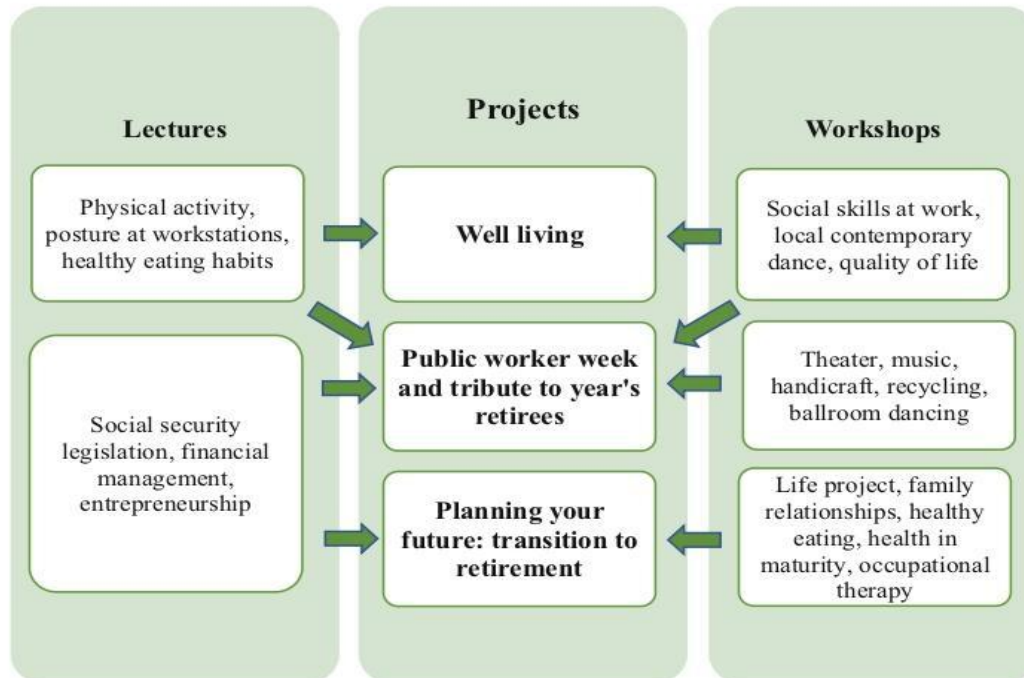 Lectures
Physical activity,
posture at workstations,
healthy eating habits
Social security
legislation, financial
management,
entrepreneurship
Projects
Well living
Public worker week
and tribute to year's
retirees
Planning your
future: transition to
retirement
Workshops
Social skills at work,
local contemporary
dance, quality of life
Theater, music,
handicraft, recycling,
ballroom dancing
Life project, family
relationships, healthy
eating, health in
maturity, occupational
therapy